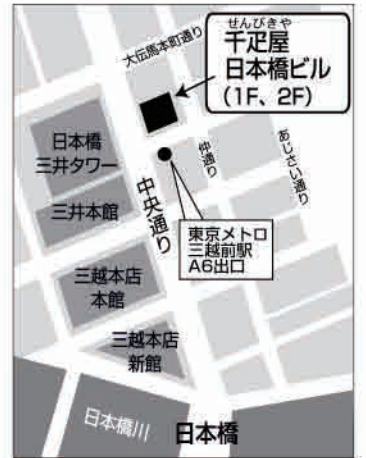 せんびきや
千疋屋
日本橋ビル
(1F、2F)
大伝馬本町通り
仲通り
あじさい通り
日本橋
三井タワー
三井本館
中央通り
東京メトロ
三越前駅
A6出口
三越本店
本館
三越本店
新館
日本橋川
日本橋